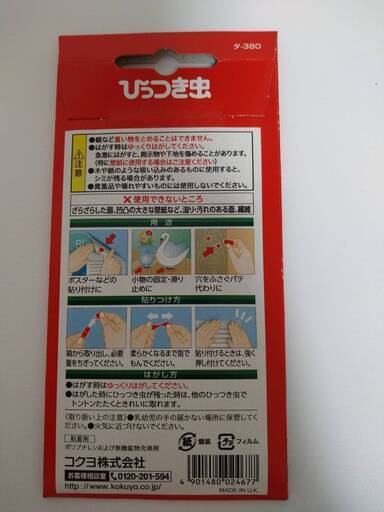 タ-380
ひっつき虫
注意
●額など重い物をとめることはできません。
●はがす時はゆっくりはがしてください。
急激にはがすと、掲示物や下地を傷めることがあります。
(特に壁紙に使用する場合はご注意ください)
●木や紙のような吸い込みのあるものに使用すると、
シミが残る場合があります。
●貴重品や壊れやすいものには使用しないでください。
×使用できないところ
ざらざらした面、凹凸の大きな壁紙など、湿り・汚れのある面、繊維
用途
ポスターなどの
貼り付けに
小物の固定・滑り
止めに
穴をふさぐパテ
代わりに
貼りつけ方
箱から取り出し、必要
量をちぎってください。
柔らかくなるまで指で
もんでください。
貼り付けるときは、強く
押し付けてください。
はがし方
●はがす時はゆっくりはがしてください。
●はがした時にひっつき虫が残った時は、他のひっつき虫で
トントンたたくときれいに取れます。
〈取り扱い上の注意〉●乳幼児の手の届かない場所に保管してく
ださい。●火気に近づけないでください。
粘着剤
ポリブチレンおよび無機鉱物充填剤
コクヨ株式会社
お客様相談室 0120-201-594
http://www.kokuyo.co.jp/
紙 個装
プラ フィルム
4 901480 024677
MADE IN U.K.